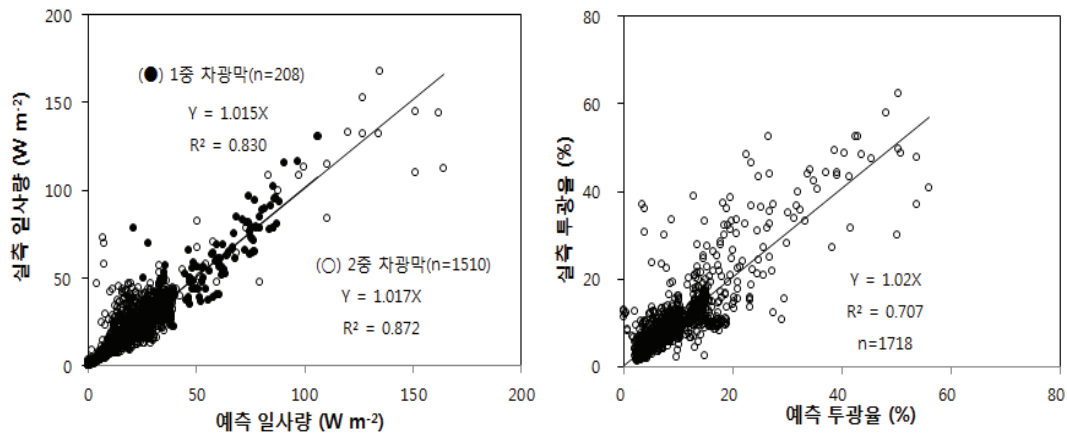 200
150
100
50
0
0
50
100
150
200
실측 일사량 (W m-2)
예측 일사량 (W m-2)
(●) 1중 차광막(n=208)
Y = 1.015X
R² = 0.830
(○) 2중 차광막(n=1510)
Y = 1.017X
R² = 0.872
80
60
40
20
0
0
20
40
60
80
실측 투광율 (%)
예측 투광율 (%)
Y = 1.02X
R² = 0.707
n=1718